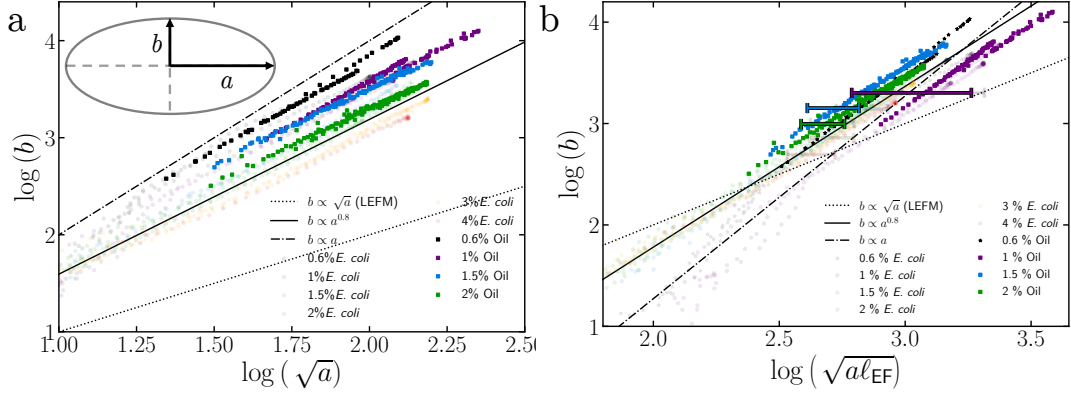 a
b
a
4
3
2
1
log(b)
1.00
1.25
1.50
1.75
2.00
2.25
2.50
log(√a)
b ∝ √a (LEFM)
b ∝ a^0.8
b ∝ a
0.6%E. coli
1%E. coli
1.5%E. coli
2%E. coli
3%E. coli
4%E. coli
0.6% Oil
1% Oil
1.5% Oil
2% Oil
b
4
3
2
1
log(b)
2.0
2.5
3.0
3.5
log(√aℓEF)
b ∝ √a (LEFM)
b ∝ a^0.8
b ∝ a
0.6 % E. coli
1 % E. coli
1.5 % E. coli
2 % E. coli
3 % E. coli
4 % E. coli
0.6 % Oil
1 % Oil
1.5 % Oil
2 % Oil